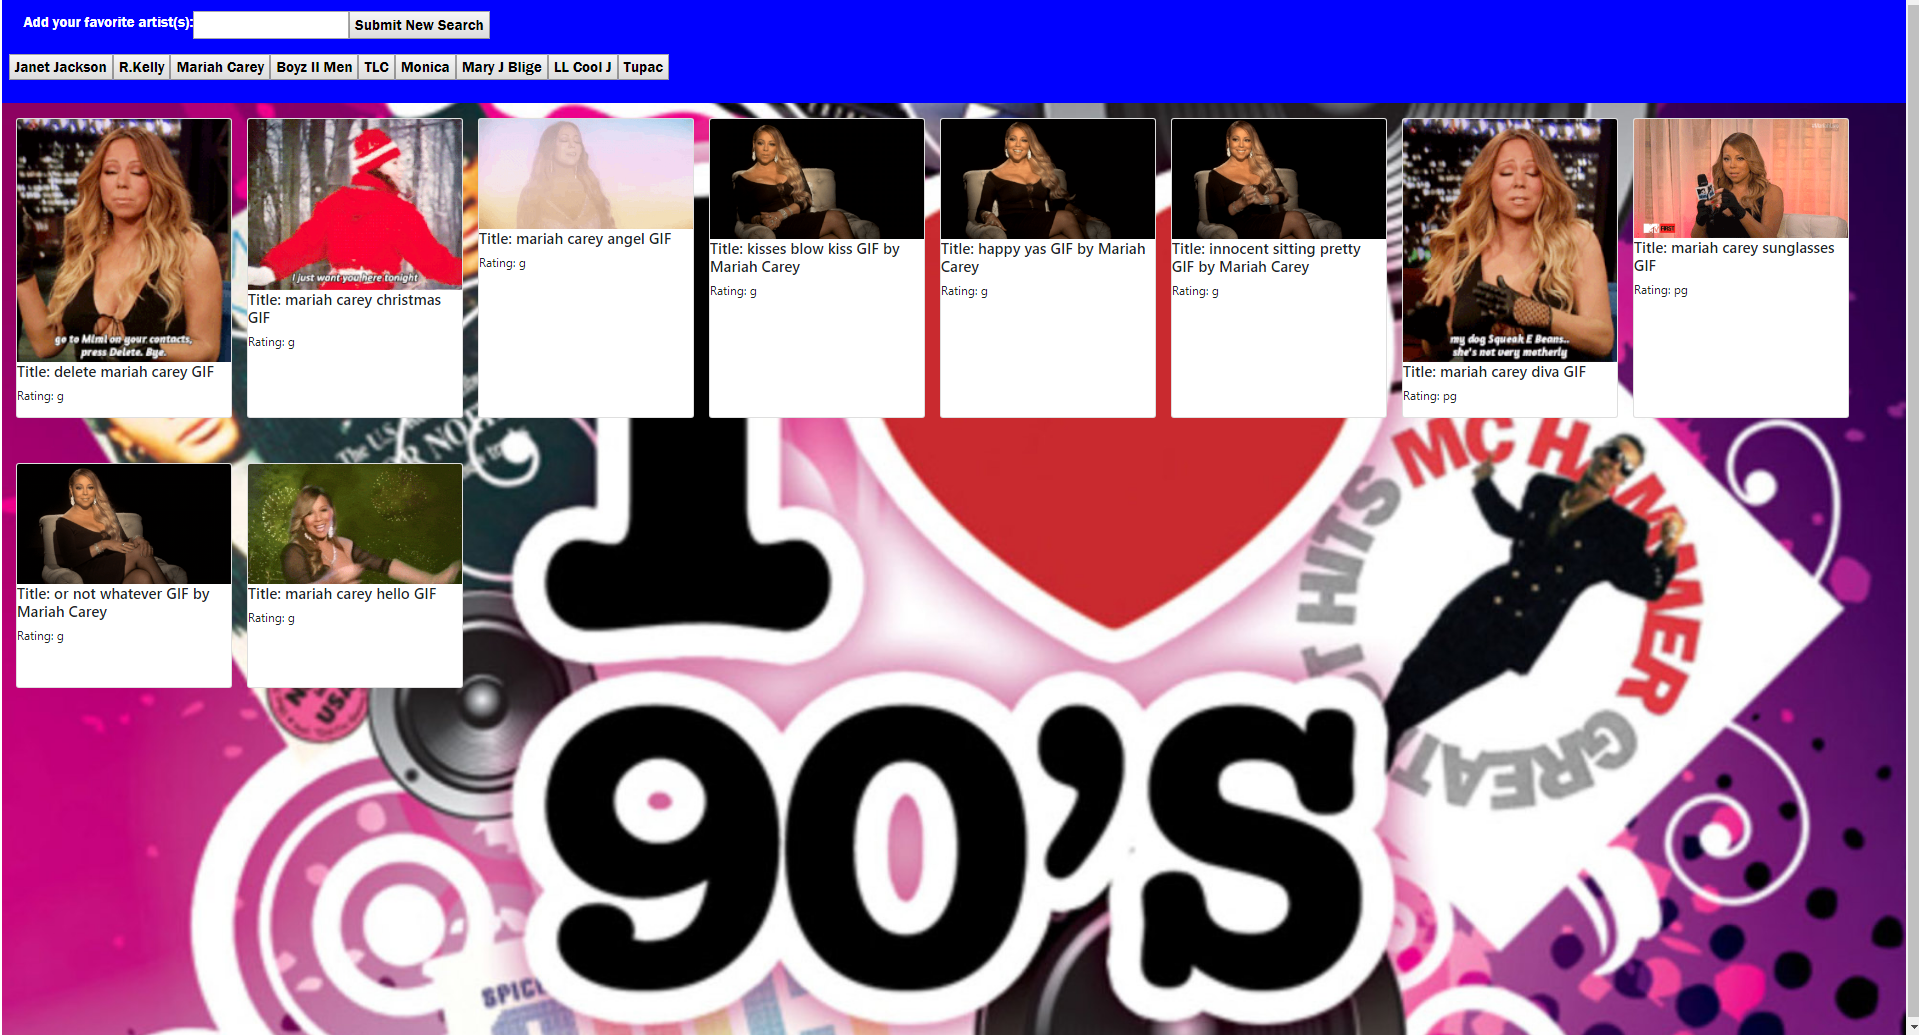 Add your favorite artist(s):
Submit New Search
Janet Jackson
R.Kelly
Mariah Carey
Boyz II Men
TLC
Monica
Mary J Blige
LL Cool J
Tupac
go to Mimi on your contacts,
press Delete. Bye.
Title: delete mariah carey GIF
Rating: g
I just want you here tonight
Title: mariah carey christmas
GIF
Rating: g
Title: mariah carey angel GIF
Rating: g
Title: kisses blow kiss GIF by
Mariah Carey
Rating: g
Title: happy yas GIF by Mariah
Carey
Rating: g
Title: innocent sitting pretty
GIF by Mariah Carey
Rating: g
my dog Squeak E Beans..
she's not very motherly
Title: mariah carey diva GIF
Rating: pg
FIRST
Title: mariah carey sunglasses
GIF
Rating: pg
Title: or not whatever GIF by
Mariah Carey
Rating: g
Title: mariah carey hello GIF
Rating: g
The U.S.
I
90'S
MC HAMMER
GREAT
HITS
USA
SPICE